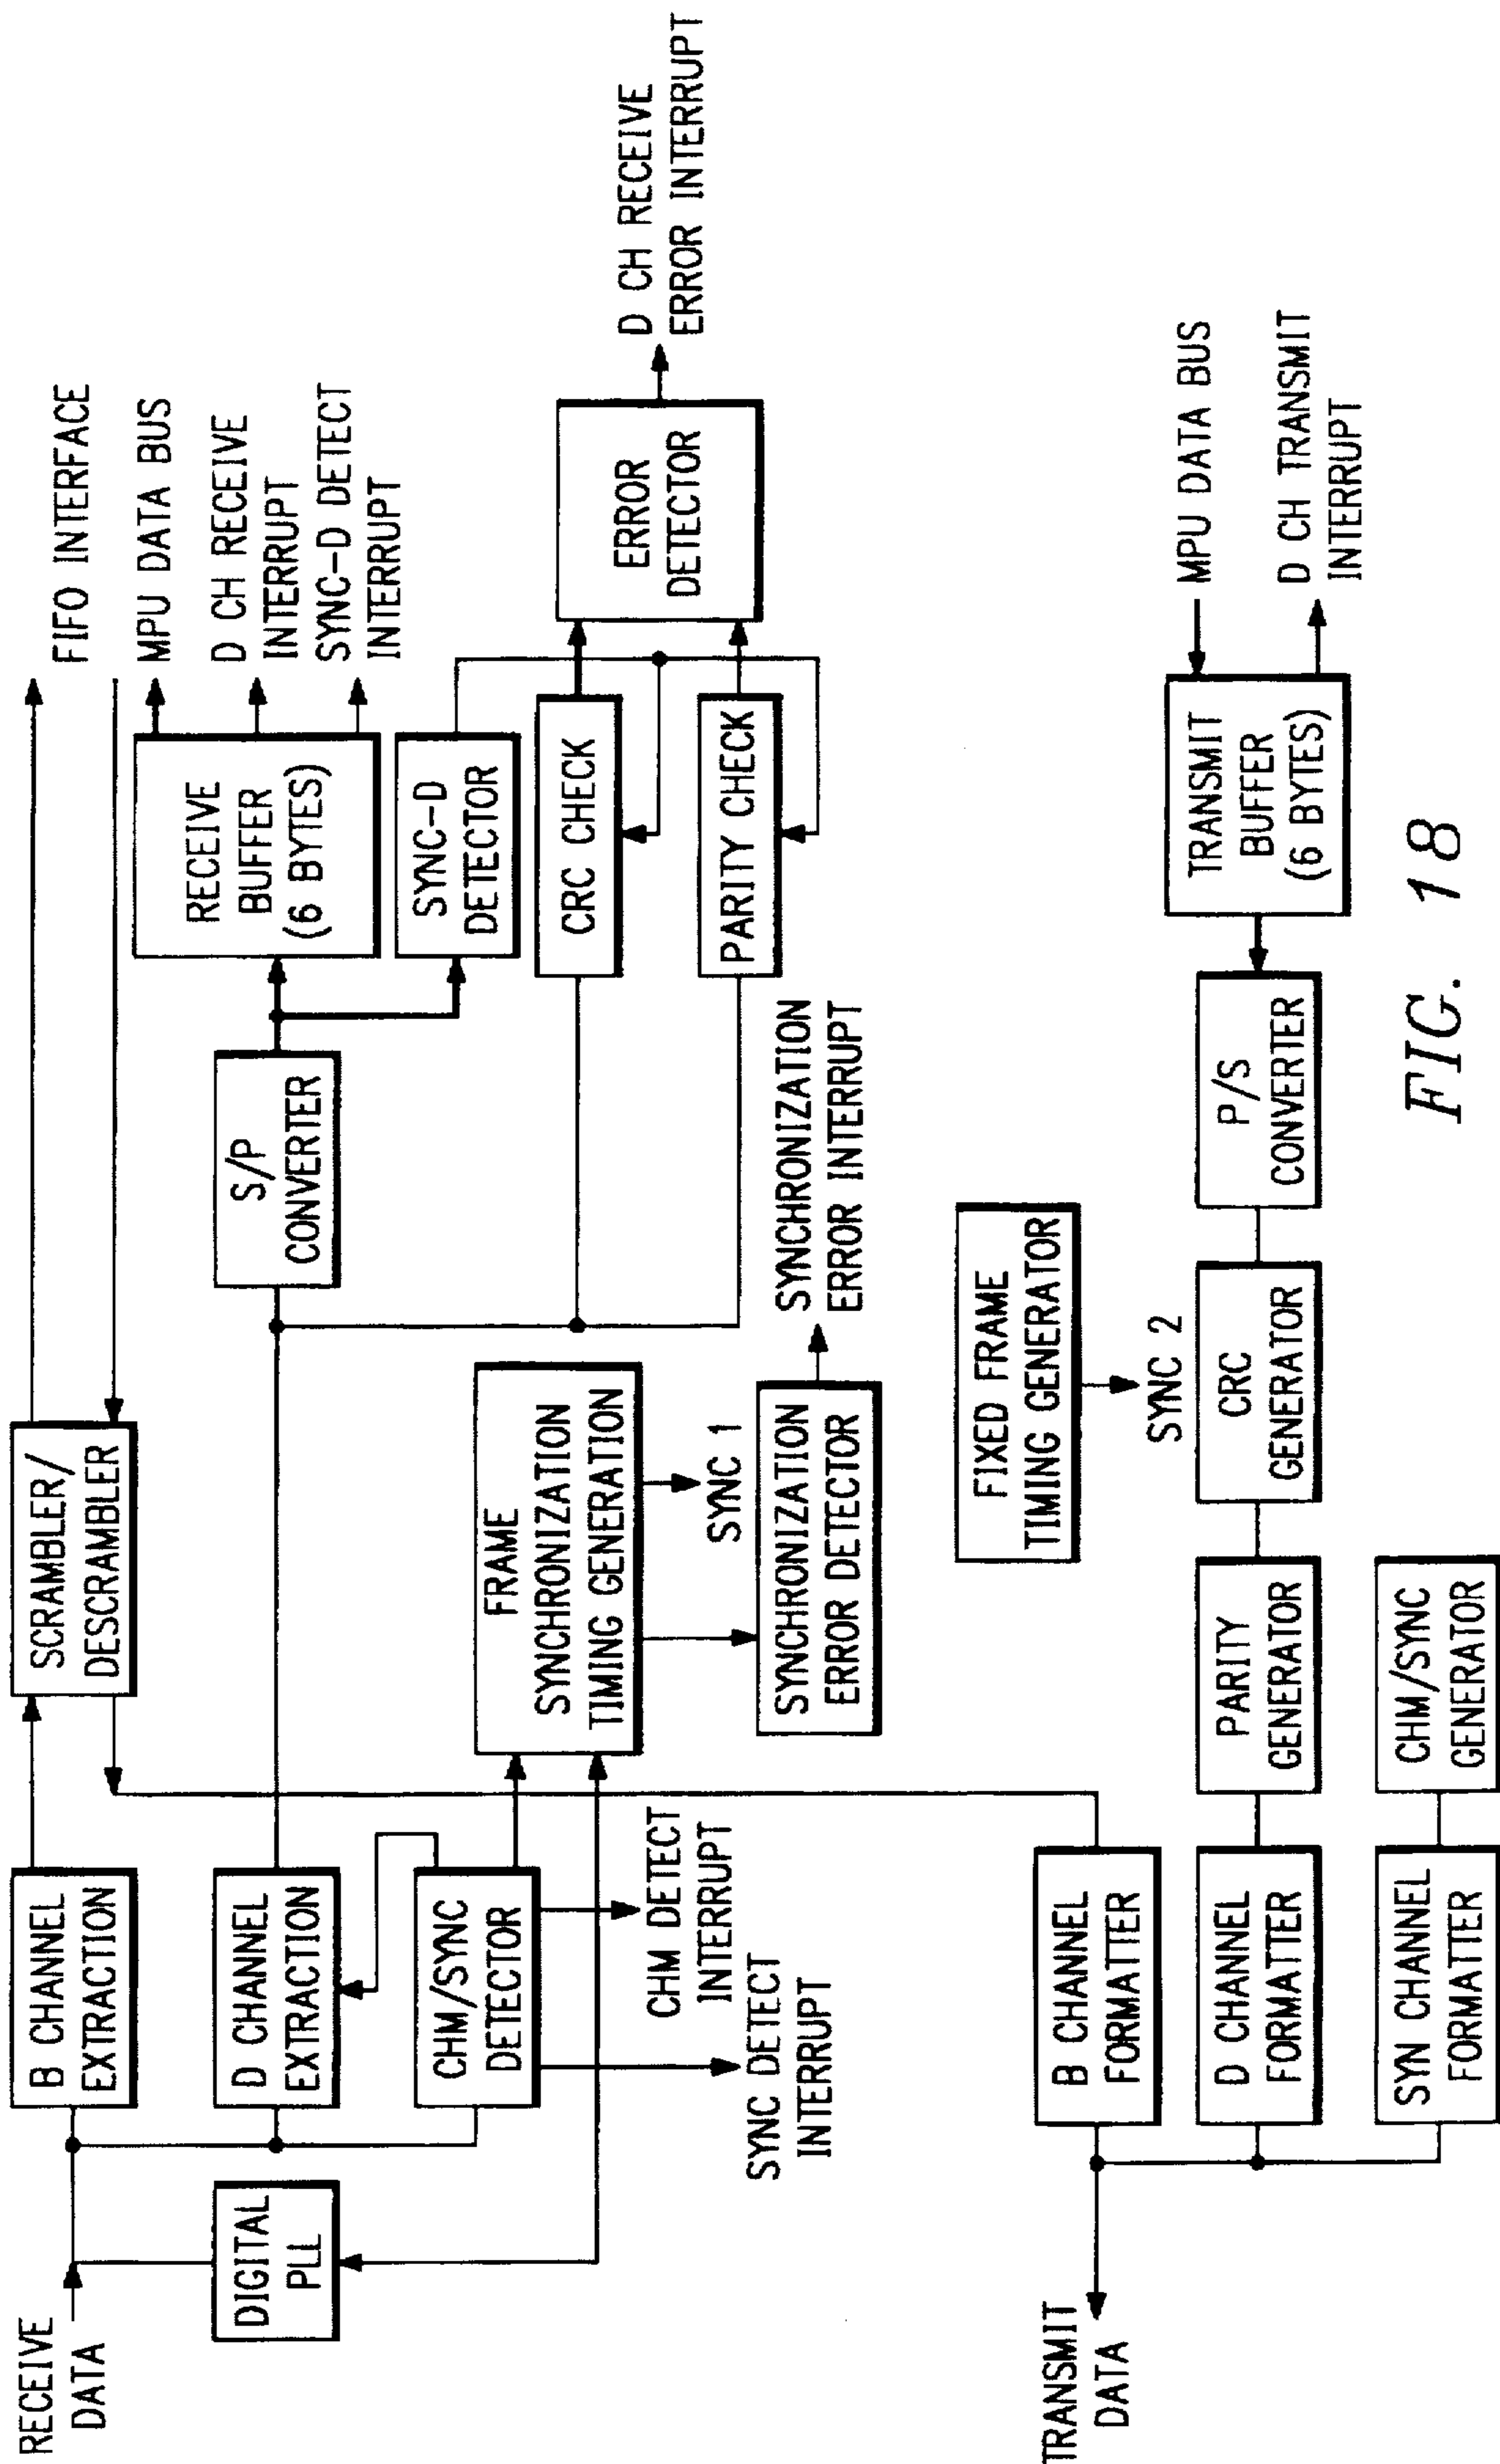 RECEIVE
DATA
DIGITAL
PLL
B CHANNEL
EXTRACTION
D CHANNEL
EXTRACTION
CHM/SYNC
DETECTOR
SYNC DETECT
INTERRUPT
CHM DETECT
INTERRUPT
SCRAMBLER/
DESCRAMBLER
FRAME
SYNCHRONIZATION
TIMING GENERATION
SYNC 1
SYNCHRONIZATION
ERROR DETECTOR
SYNCHRONIZATION
ERROR INTERRUPT
S/P
CONVERTER
RECEIVE
BUFFER
(6 BYTES)
SYNC-D
DETECTOR
CRC CHECK
PARITY CHECK
ERROR
DETECTOR
FIFO INTERFACE
MPU DATA BUS
D CH RECEIVE
INTERRUPT
SYNC-D DETECT
INTERRUPT
D CH RECEIVE
ERROR INTERRUPT
TRANSMIT
DATA
B CHANNEL
FORMATTER
D CHANNEL
FORMATTER
SYN CHANNEL
FORMATTER
PARITY
GENERATOR
CHM/SYNC
GENERATOR
FIXED FRAME
TIMING GENERATOR
SYNC 2
CRC
GENERATOR
P/S
CONVERTER
TRANSMIT
BUFFER
(6 BYTES)
MPU DATA BUS
D CH TRANSMIT
INTERRUPT
FIG. 18